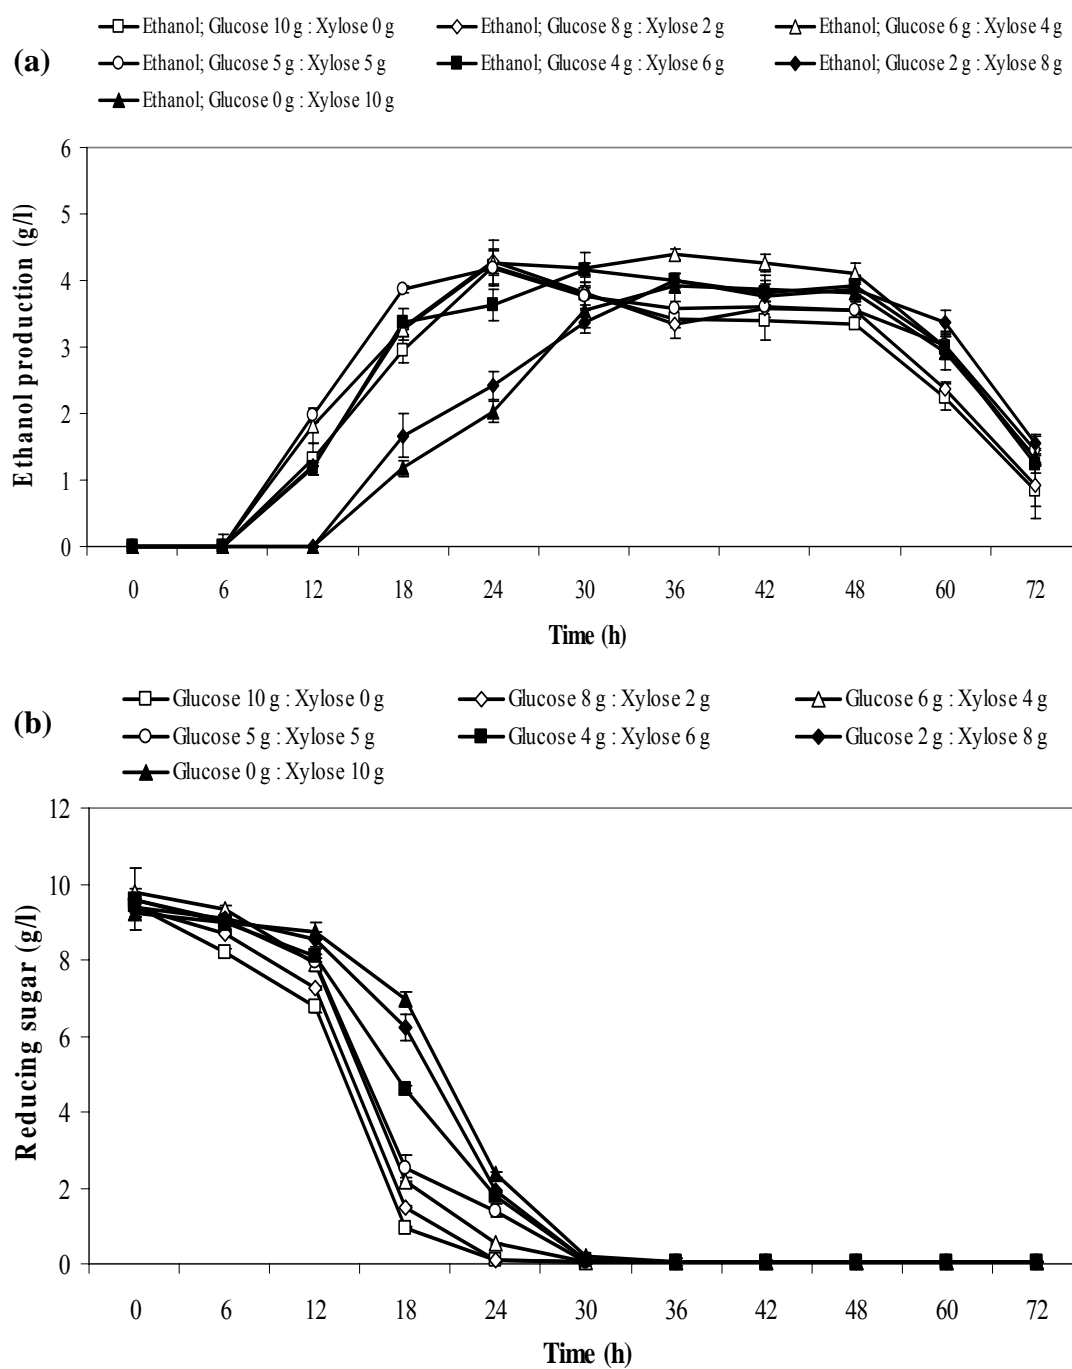 Ethanol; Glucose 10 g : Xylose 0 g Ethanol; Glucose 8 g : Xylose 2 g Ethanol; Glucose 6 g : Xylose 4 g
(a)
Ethanol; Glucose 5 g : Xylose 5 g Ethanol; Glucose 4 g : Xylose 6 g Ethanol; Glucose 2 g : Xylose 8 g
Ethanol; Glucose 0 g : Xylose 10 g
Ethanol production (g/l)
6
5
4
3
2
1
0
0 6 12 18 24 30 36 42 48 60 72
Time (h)
Glucose 10 g : Xylose 0 g Glucose 8 g : Xylose 2 g Glucose 6 g : Xylose 4 g
(b)
Glucose 5 g : Xylose 5 g Glucose 4 g : Xylose 6 g Glucose 2 g : Xylose 8 g
Glucose 0 g : Xylose 10 g
Reducing sugar (g/l)
12
10
8
6
4
2
0
0 6 12 18 24 30 36 42 48 60 72
Time (h)